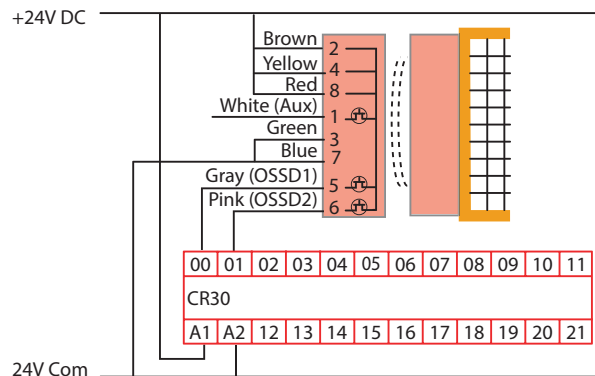 +24V DC
Brown 2
Yellow 4
Red 8
White (Aux) 1
Green 3
Blue 7
Gray (OSSD1) 5
Pink (OSSD2) 6
00 01 02 03 04 05 06 07 08 09 10 11
CR30
A1 A2 12 13 14 15 16 17 18 19 20 21
24V Com